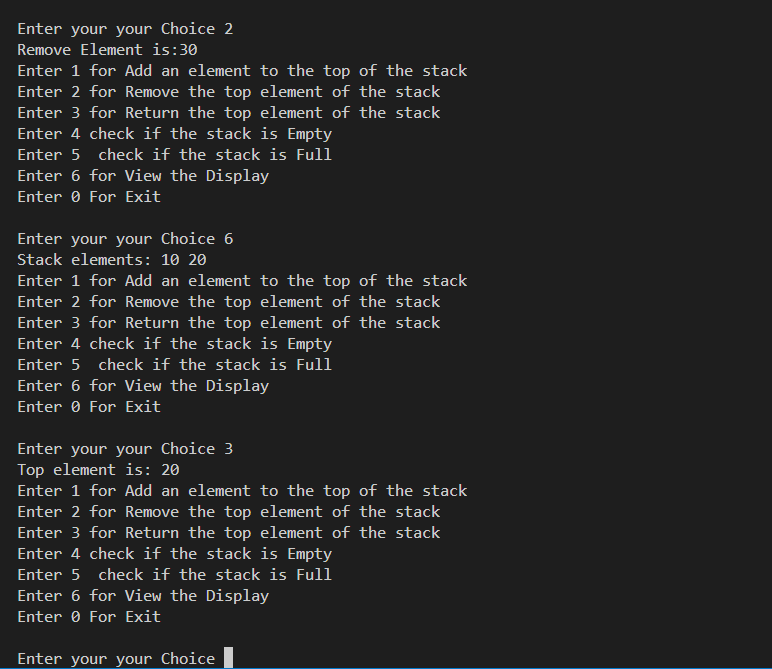 Enter your your Choice 2
Remove Element is:30
Enter 1 for Add an element to the top of the stack
Enter 2 for Remove the top element of the stack
Enter 3 for Return the top element of the stack
Enter 4 check if the stack is Empty
Enter 5  check if the stack is Full
Enter 6 for View the Display
Enter 0 For Exit
Enter your your Choice 6
Stack elements: 10 20
Enter 1 for Add an element to the top of the stack
Enter 2 for Remove the top element of the stack
Enter 3 for Return the top element of the stack
Enter 4 check if the stack is Empty
Enter 5  check if the stack is Full
Enter 6 for View the Display
Enter 0 For Exit
Enter your your Choice 3
Top element is: 20
Enter 1 for Add an element to the top of the stack
Enter 2 for Remove the top element of the stack
Enter 3 for Return the top element of the stack
Enter 4 check if the stack is Empty
Enter 5  check if the stack is Full
Enter 6 for View the Display
Enter 0 For Exit
Enter your your Choice